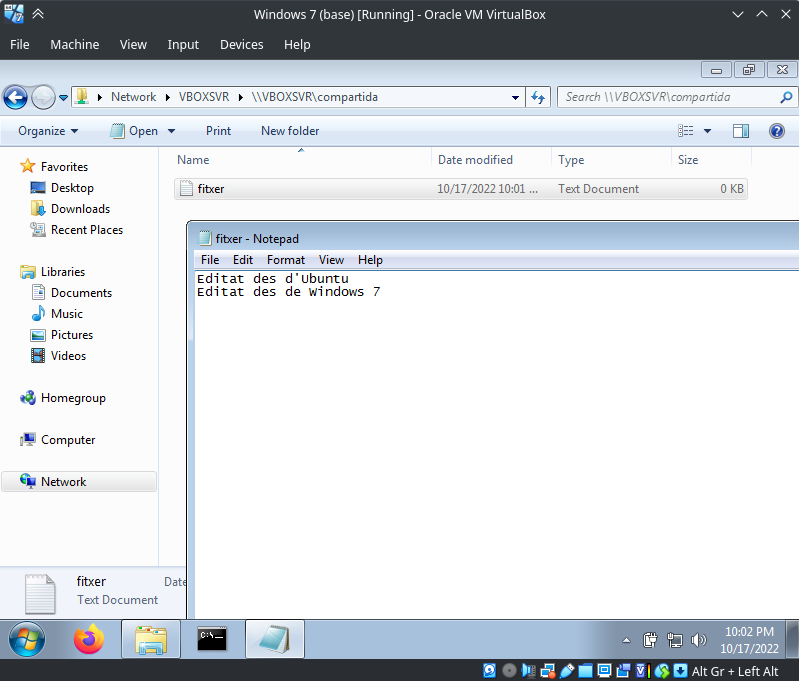 Windows 7 (base) [Running] - Oracle VM VirtualBox
File Machine View Input Devices Help
Network VBOXSVR \\VBOXSVR\compartida
Search \\VBOXSVR\compartida
Organize Open Print New folder
Name Date modified Type Size
fitxer 10/17/2022 10:01 ... Text Document 0 KB
Favorites
Desktop
Downloads
Recent Places
Libraries
Documents
Music
Pictures
Videos
Homegroup
Computer
Network
fitxer - Notepad
File Edit Format View Help
Editat des d'Ubuntu
Editat des de Windows 7
fitxer Date
Text Document
C:\
10:02 PM
10/17/2022
Alt Gr + Left Alt